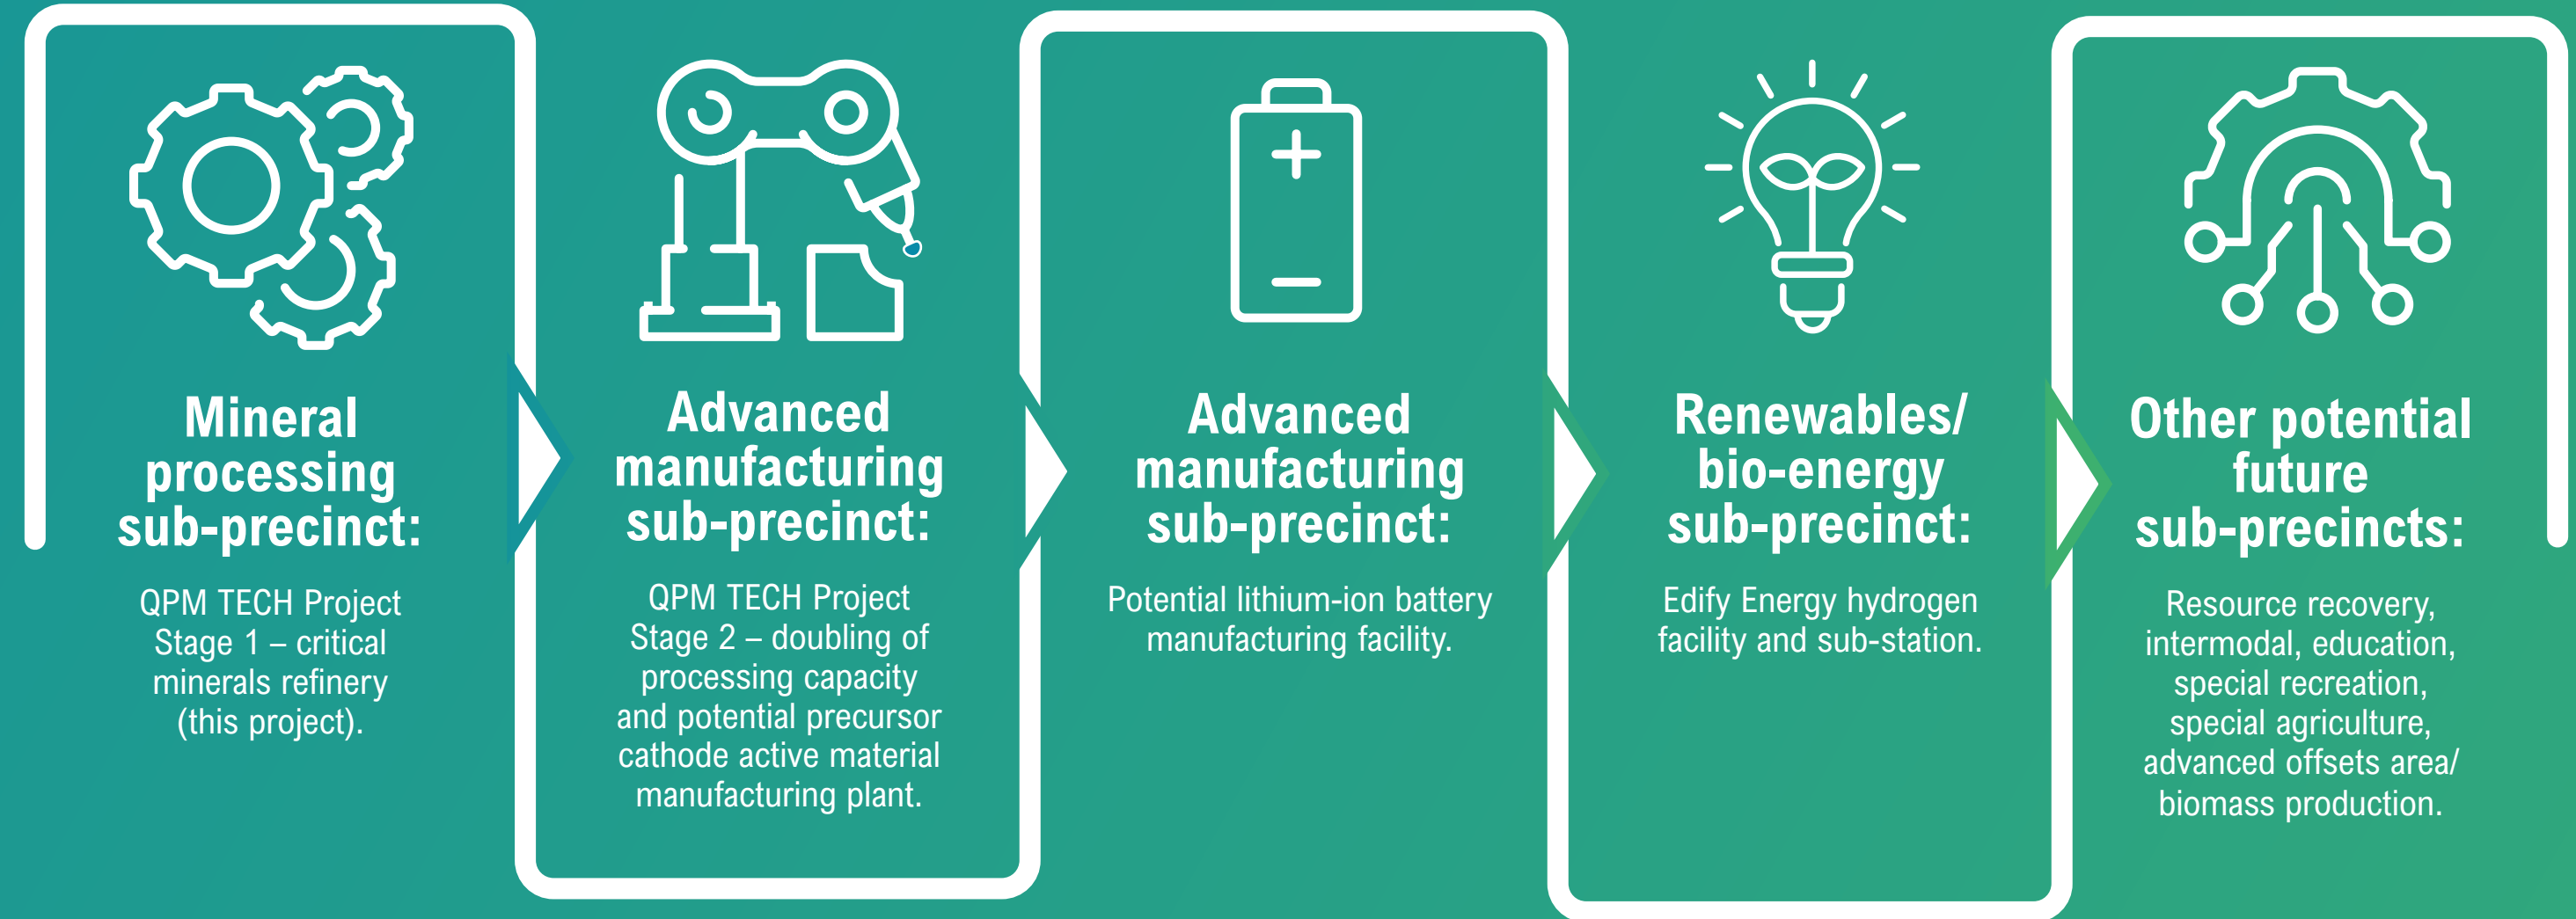 Mineral
processing
sub-precinct:
QPM TECH Project
Stage 1 – critical
minerals refinery
(this project).
Advanced
manufacturing
sub-precinct:
QPM TECH Project
Stage 2 – doubling of
processing capacity
and potential precursor
cathode active material
manufacturing plant.
Advanced
manufacturing
sub-precinct:
Potential lithium-ion battery
manufacturing facility.
Renewables/
bio-energy
sub-precinct:
Edify Energy hydrogen
facility and sub-station.
Other potential
future
sub-precincts:
Resource recovery,
intermodal, education,
special recreation,
special agriculture,
advanced offsets area/
biomass production.